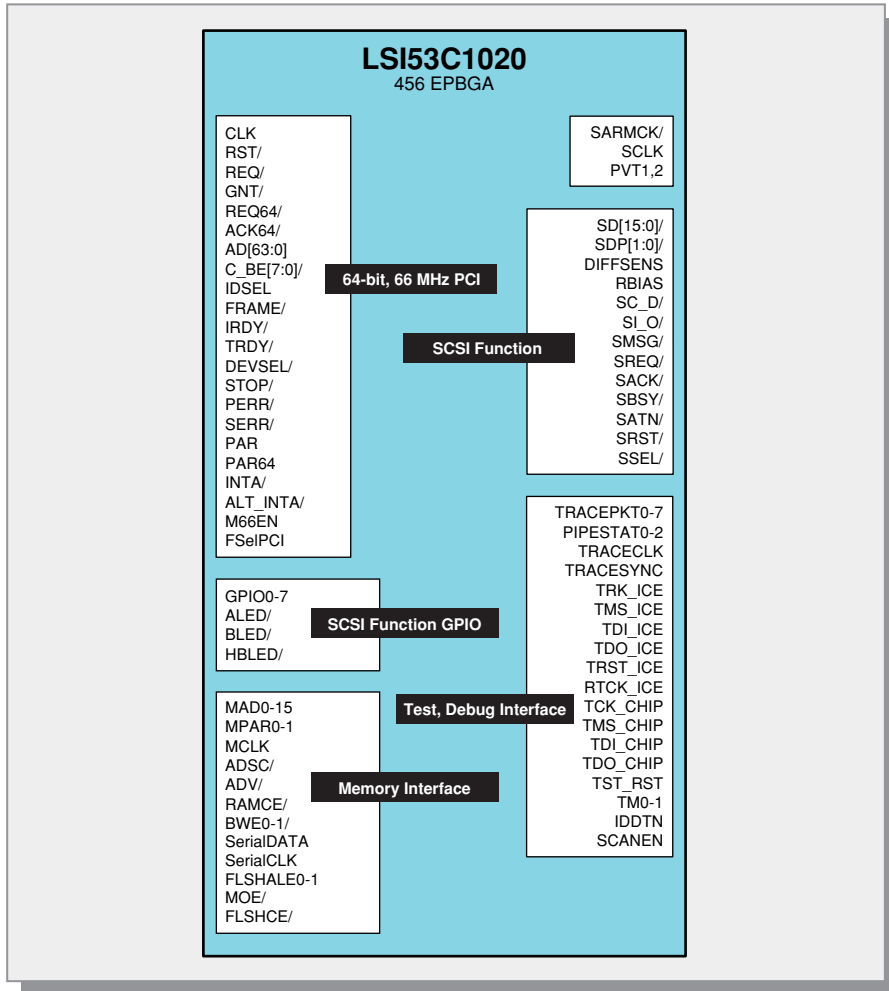 LSI53C1020
456 EPBGA
CLK
RST/
REQ/
GNT/
REQ64/
ACK64/
AD[63:0]
C_BE[7:0]/
IDSEL
FRAME/
IRDY/
TRDY/
DEVSEL/
STOP/
PERR/
SERR/
PAR
PAR64
INTA/
ALT_INTA/
M66EN
FSelPCI
64-bit, 66 MHz PCI
GPIO0-7
ALED/
BLED/
HBLED/
SCSI Function GPIO
MAD0-15
MPAR0-1
MCLK
ADSC/
ADV/
RAMCE/
BWE0-1/
SerialDATA
SerialCLK
FLSHALE0-1
MOE/
FLSHCE/
Memory Interface
SARMCK/
SCLK
PVT1,2
SD[15:0]/
SDP[1:0]/
DIFFSENS
RBIAS
SC_D/
SI_O/
SMSG/
SREQ/
SACK/
SBSY/
SATN/
SRST/
SSEL/
SCSI Function
TRACEPKT0-7
PIPESTAT0-2
TRACECLK
TRACESYNC
TRK_ICE
TMS_ICE
TDI_ICE
TDO_ICE
TRST_ICE
RTCK_ICE
TCK_CHIP
TMS_CHIP
TDI_CHIP
TDO_CHIP
TST_RST
TM0-1
IDDTN
SCANEN
Test, Debug Interface